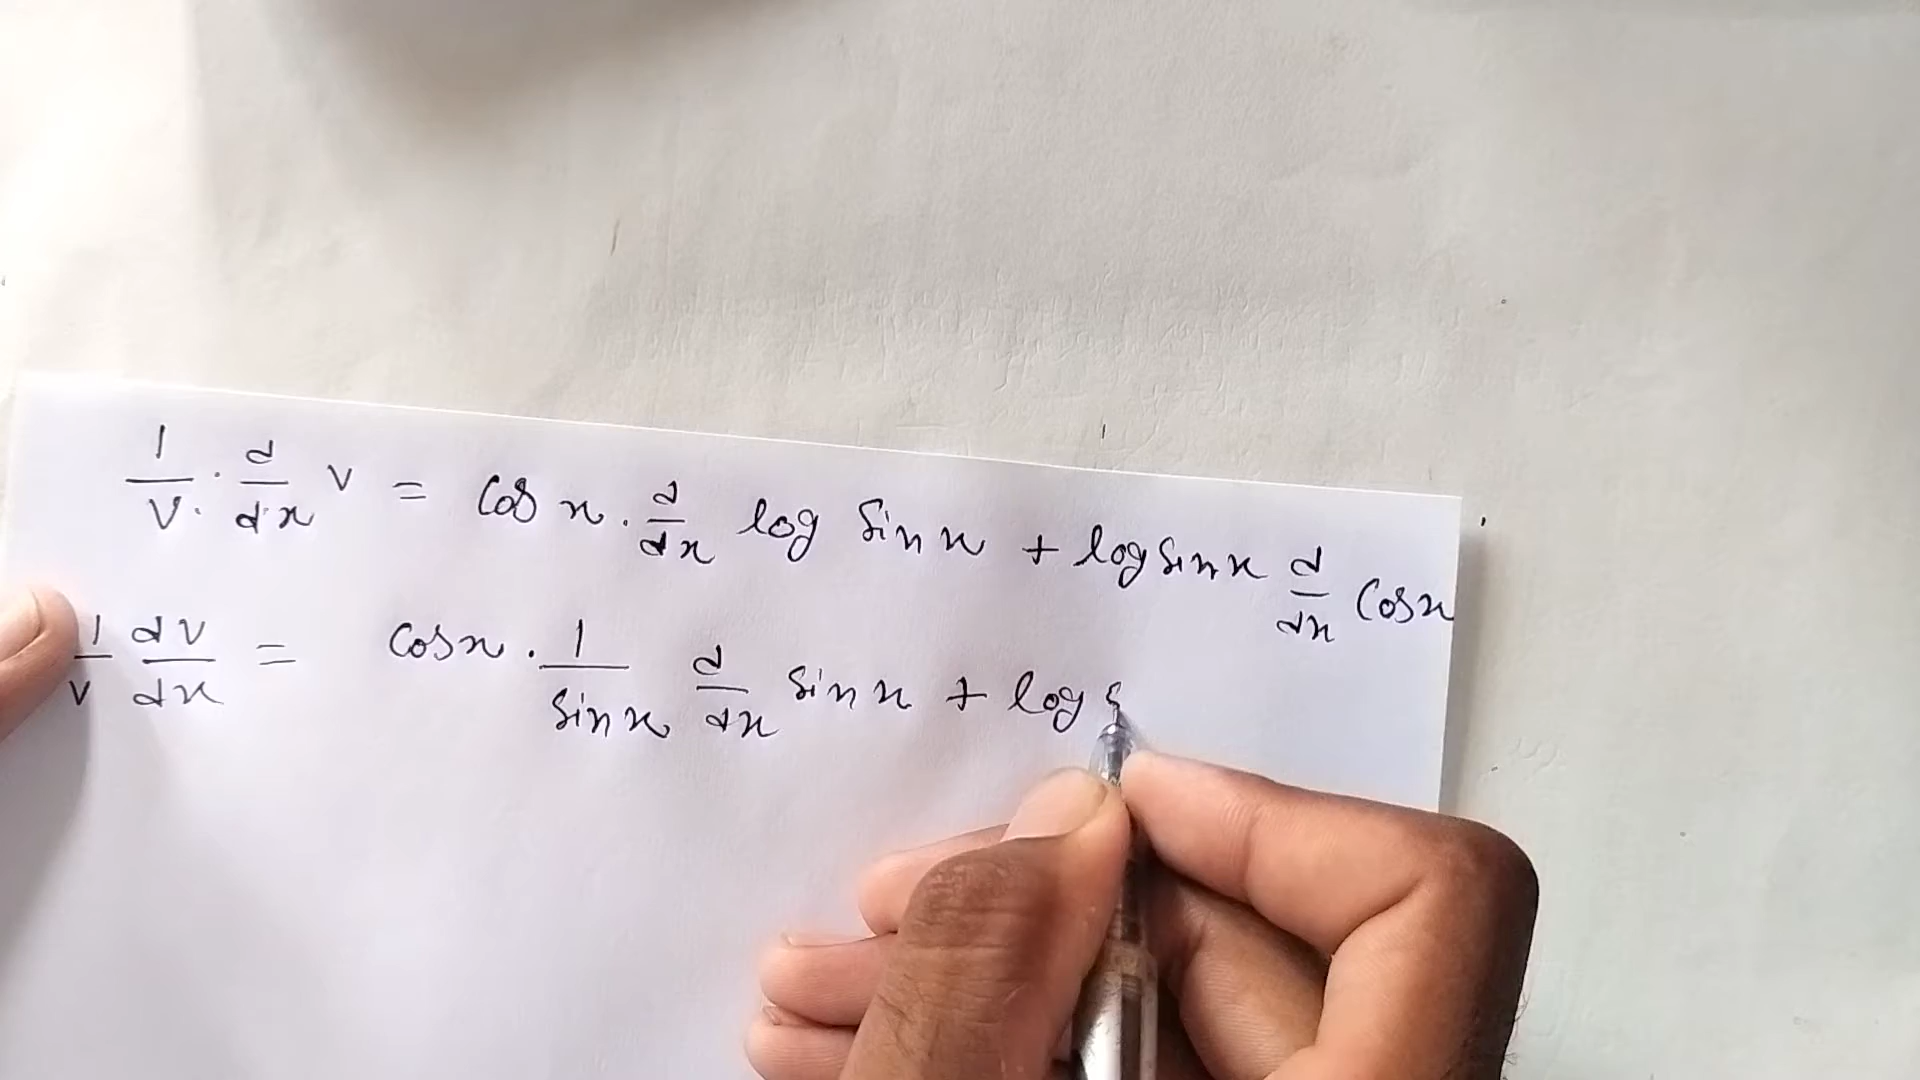 1/V · d/dx V = Cos x · d/dx log Sin x + log Sin x d/dx Cos x
1/V dV/dx = Cos x · 1/Sin x d/dx Sin x + log S